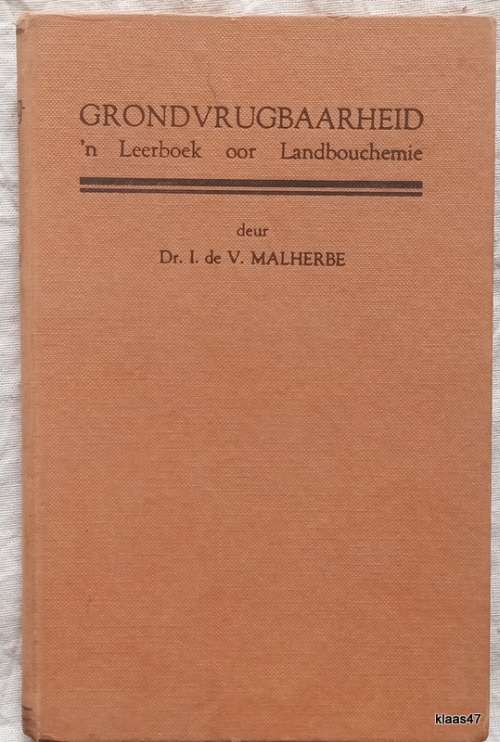 GRONDVRUGBAARHEID
'n Leerboek oor Landbouchemie
deur
Dr. I. de V. MALHERBE
klaas47